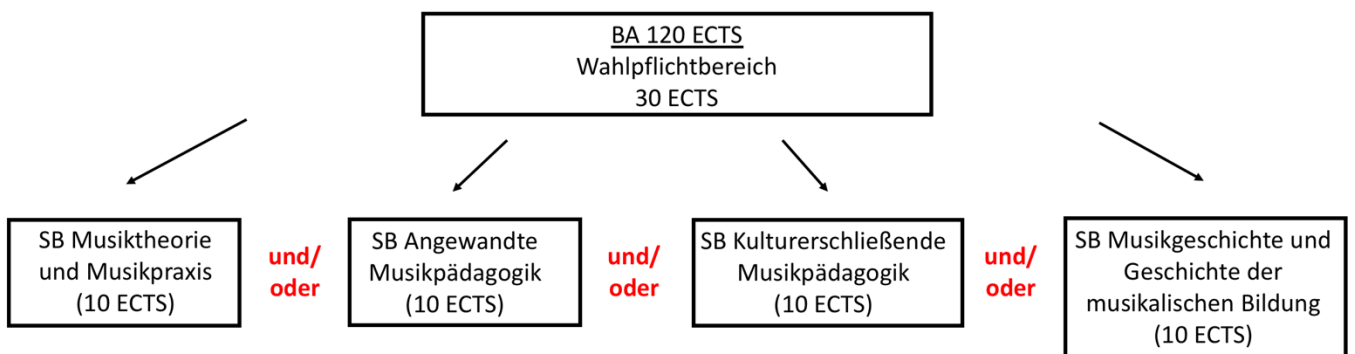 BA 120 ECTS
Wahlpflichtbereich
30 ECTS
SB Musiktheorie
und Musikpraxis
(10 ECTS)
und/
oder
SB Angewandte
Musikpädagogik
(10 ECTS)
und/
oder
SB Kulturerschließende
Musikpädagogik
(10 ECTS)
und/
oder
SB Musikgeschichte und
Geschichte der
musikalischen Bildung
(10 ECTS)